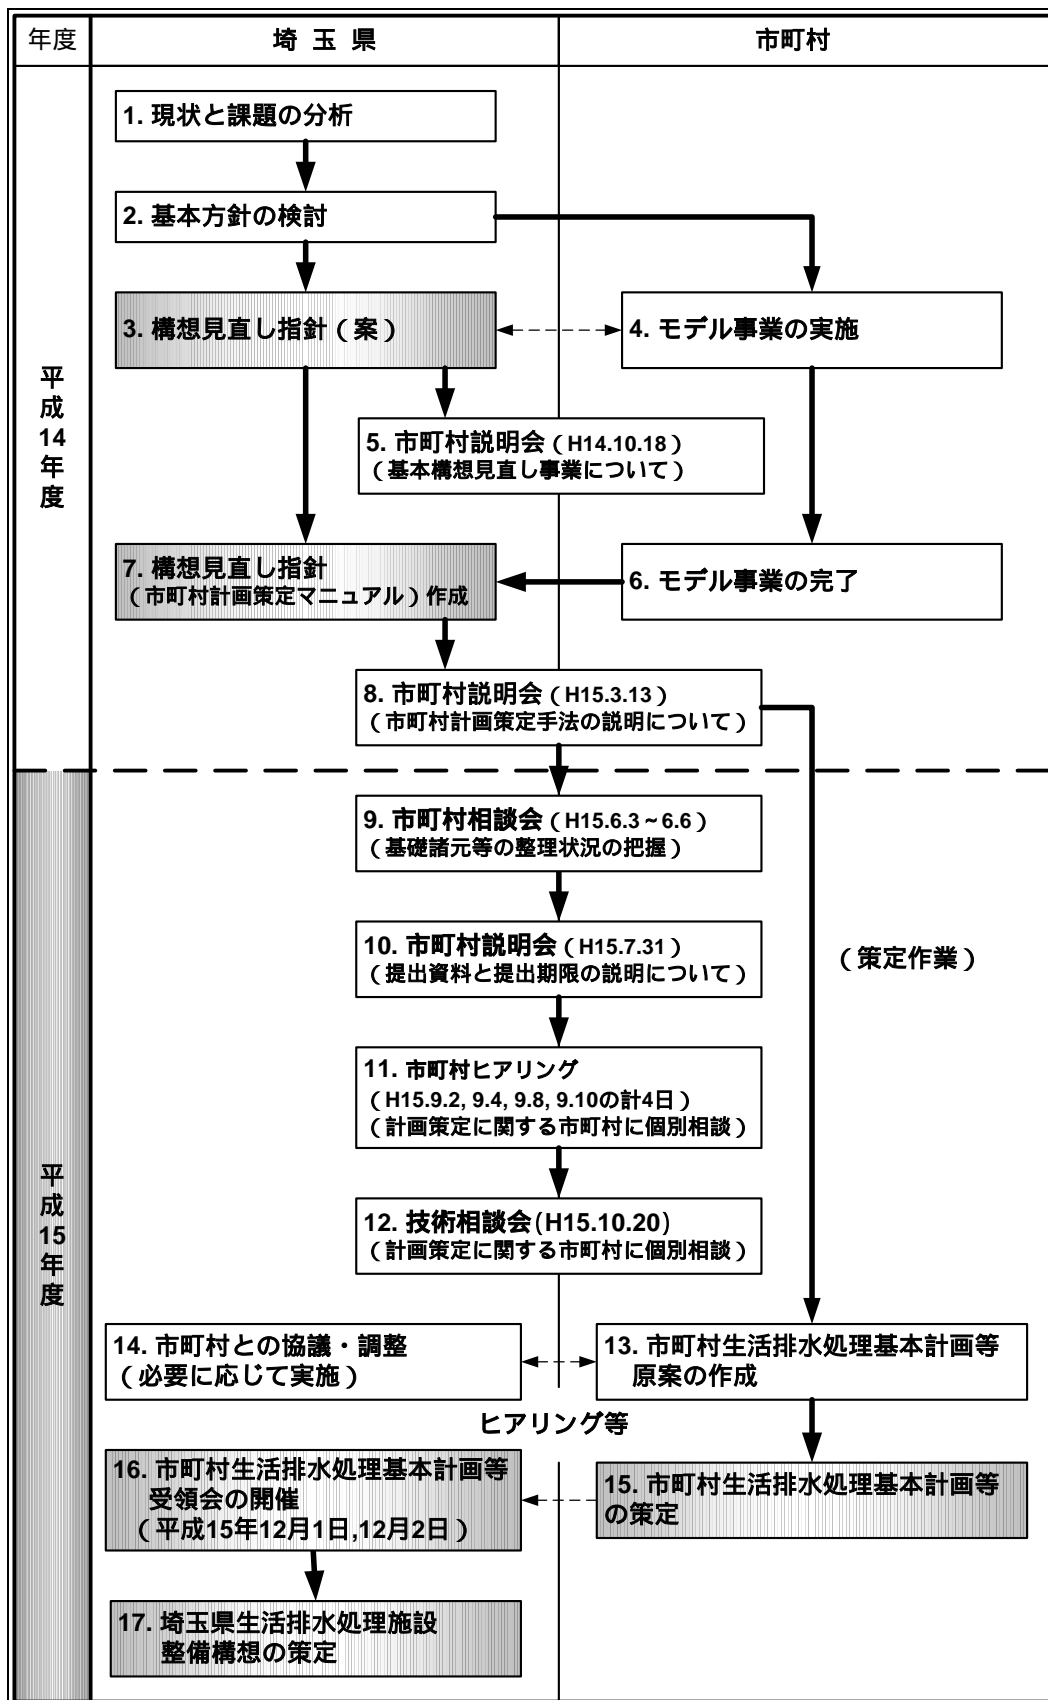 年度
埼 玉 県
市町村
平成14年度
1. 現状と課題の分析
2. 基本方針の検討
3. 構想見直し指針（案）
4. モデル事業の実施
5. 市町村説明会（H14.10.18）
（基本構想見直し事業について）
6. モデル事業の完了
7. 構想見直し指針
（市町村計画策定マニュアル）作成
8. 市町村説明会（H15.3.13）
（市町村計画策定手法の説明について）
平成15年度
9. 市町村相談会（H15.6.3～6.6）
（基礎諸元等の整理状況の把握）
10. 市町村説明会（H15.7.31）
（提出資料と提出期限の説明について）
（策定作業）
11. 市町村ヒアリング
（H15.9.2, 9.4, 9.8, 9.10の計4日）
（計画策定に関する市町村に個別相談）
12. 技術相談会(H15.10.20)
（計画策定に関する市町村に個別相談）
13. 市町村生活排水処理基本計画等
原案の作成
14. 市町村との協議・調整
（必要に応じて実施）
ヒアリング等
15. 市町村生活排水処理基本計画等
の策定
16. 市町村生活排水処理基本計画等
受領会の開催
（平成15年12月1日,12月2日）
17. 埼玉県生活排水処理施設
整備構想の策定